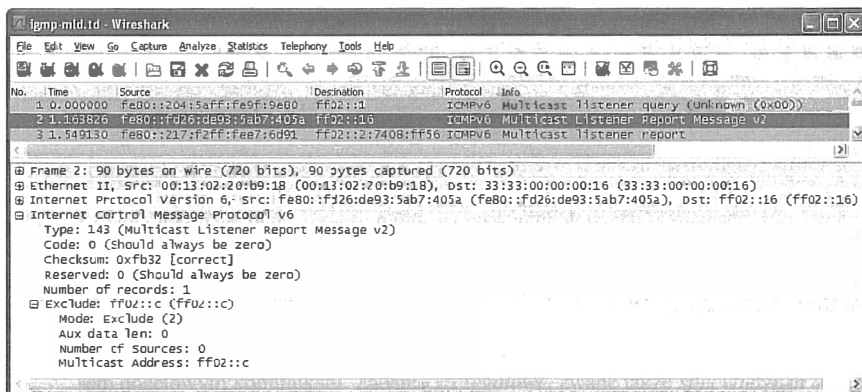 igmp-mld.td - Wireshark
File Edit View Go Capture Analyze Statistics Telephony Tools Help
No. Time Source Destination Protocol Info
1 0.000000 fe80::204:5aff:fe9f:9e80 ff02::1 ICMPv6 Multicast listener query (Unknown (0x00))
2 1.163826 fe80::fd26:de93:5ab7:405a ff02::16 ICMPv6 Multicast Listener Report Message v2
3 1.549130 fe80::217:f2ff:fee7:6d91 ff02::2:7408:ff56 ICMPv6 Multicast listener report
Frame 2: 90 bytes on wire (720 bits), 90 bytes captured (720 bits)
Ethernet II, Src: 00:13:02:20:b9:18 (00:13:02:20:b9:18), Dst: 33:33:00:00:00:16 (33:33:00:00:00:16)
Internet Protocol Version 6, Src: fe80::fd26:de93:5ab7:405a (fe80::fd26:de93:5ab7:405a), Dst: ff02::16 (ff02::16)
Internet Control Message Protocol v6
Type: 143 (Multicast Listener Report Message v2)
Code: 0 (Should always be zero)
Checksum: 0xfb32 [correct]
Reserved: 0 (Should always be zero)
Number of records: 1
Exclude: ff02::c (ff02::c)
Mode: Exclude (2)
Aux data len: 0
Number of Sources: 0
Multicast Address: ff02::c